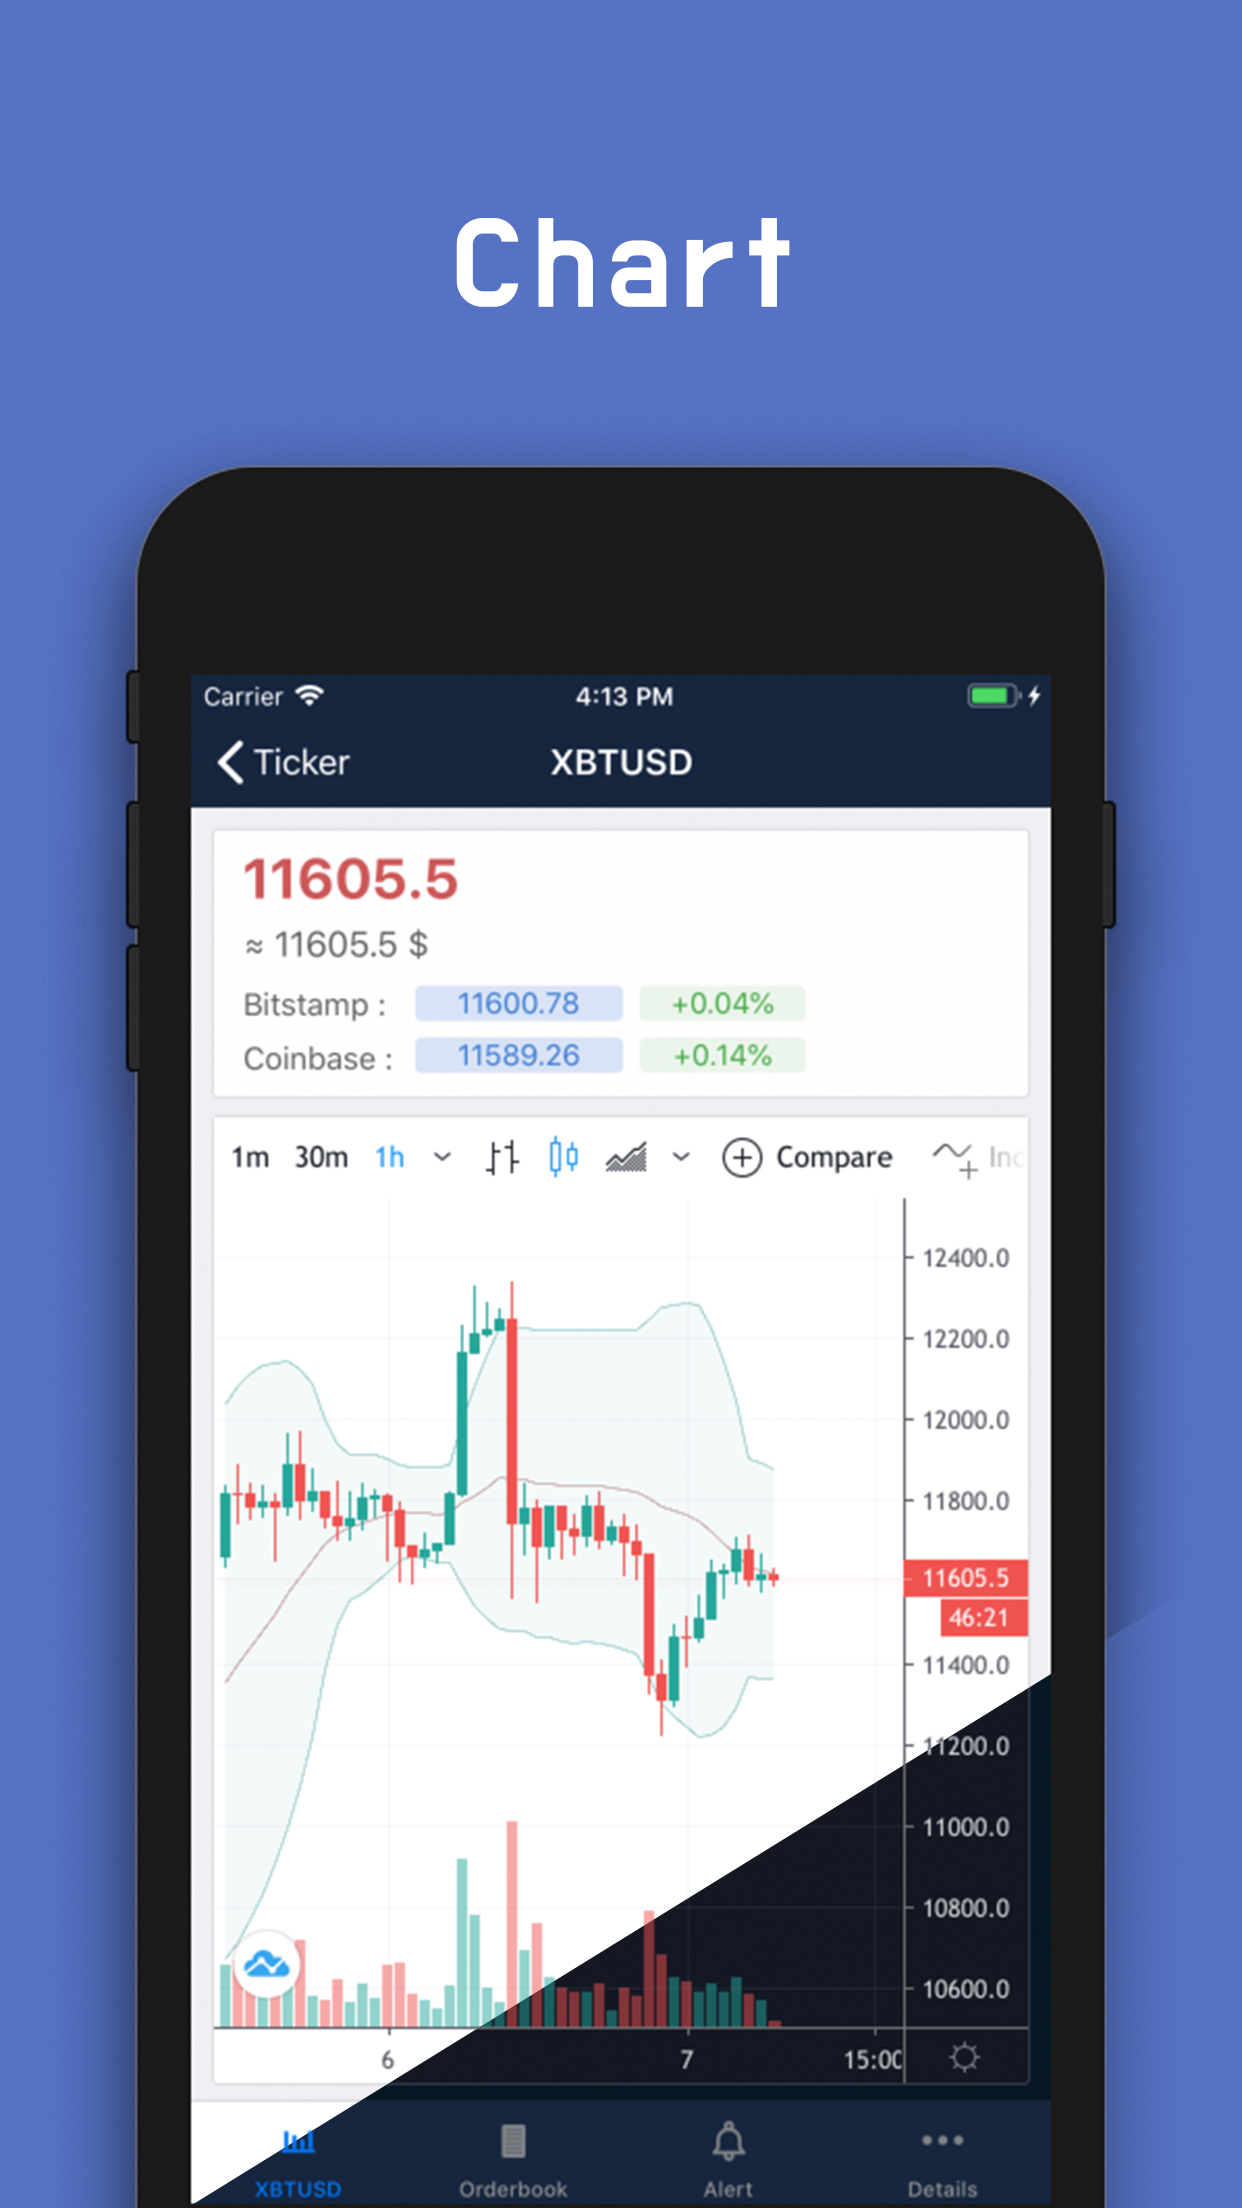 Chart
Carrier 4:13 PM
Ticker XBTUSD
11605.5
≈ 11605.5 $
Bitstamp : 11600.78 +0.04%
Coinbase : 11589.26 +0.14%
1m 30m 1h Compare
12400.0
12200.0
12000.0
11800.0
11605.5
46:21
11400.0
11200.0
11000.0
10800.0
10600.0
6 7 15:00
XBTUSD Orderbook Alert Details